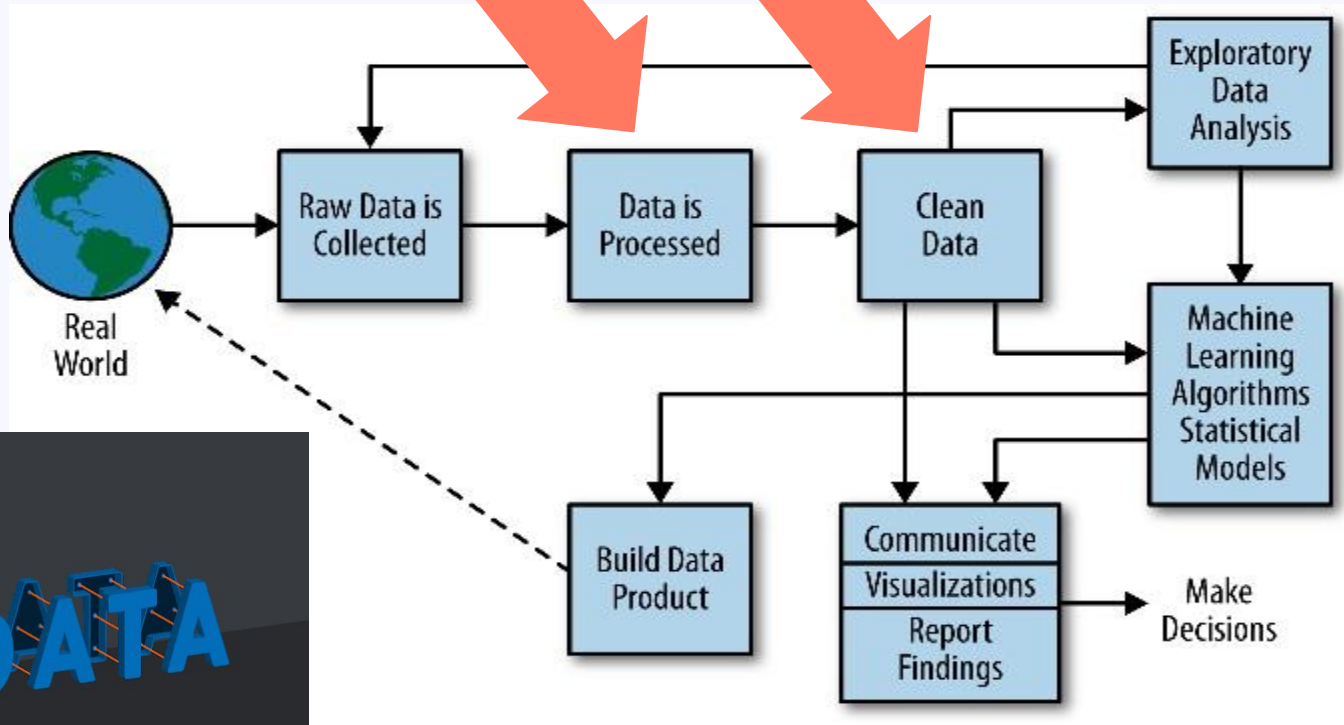 Exploratory
Data
Analysis
Raw Data is
Collected
Data is
Processed
Clean
Data
Real
World
Machine
Learning
Algorithms
Statistical
Models
Build Data
Product
Communicate
Visualizations
Report
Findings
Make
Decisions
DATA